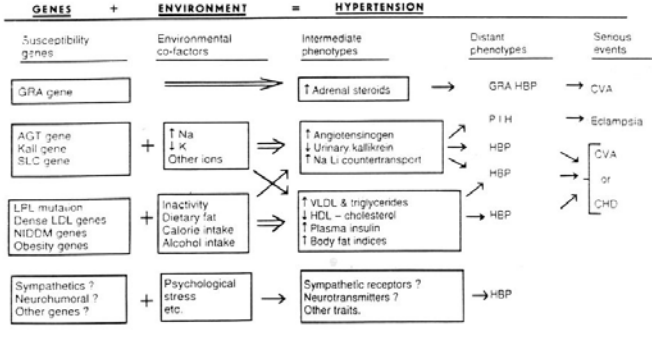 GENES + ENVIRONMENT = HYPERTENSION
Susceptibility genes
Environmental co-factors
Intermediate phenotypes
Distant phenotypes
Serious events
GRA gene
↑ Adrenal steroids
GRA HBP
CVA
AGT gene
Kall gene
SLC gene
+
↑ Na
↓ K
Other ions
↑ Angiotensinogen
↓ Urinary kallikrein
↑ Na Li countertransport
PIH
HBP
HBP
Eclampsia
CVA
or
CHD
LPL mutation
Dense LDL genes
NIDDM genes
Obesity genes
+
Inactivity
Dietary fat
Calorie intake
Alcohol intake
↑ VLDL & triglycerides
↓ HDL – cholesterol
↑ Plasma insulin
↑ Body fat indices
HBP
Sympathetics ?
Neurohumoral ?
Other genes ?
+
Psychological
stress
etc.
Sympathetic receptors ?
Neurotransmitters ?
Other traits.
HBP